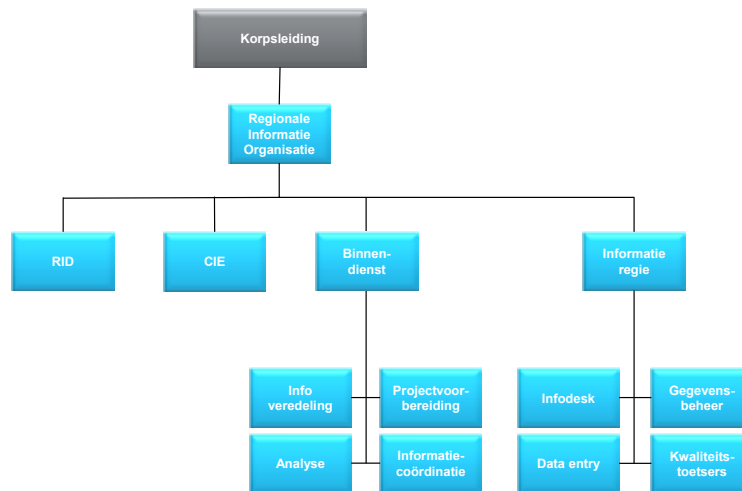 Korpsleiding
Regionale
Informatie
Organisatie
RID
CIE
Binnen-
dienst
Informatie
regie
Info
veredeling
Projectvoor-
bereiding
Infodesk
Gegevens-
beheer
Analyse
Informatie-
coördinatie
Data entry
Kwaliteits-
toetsers